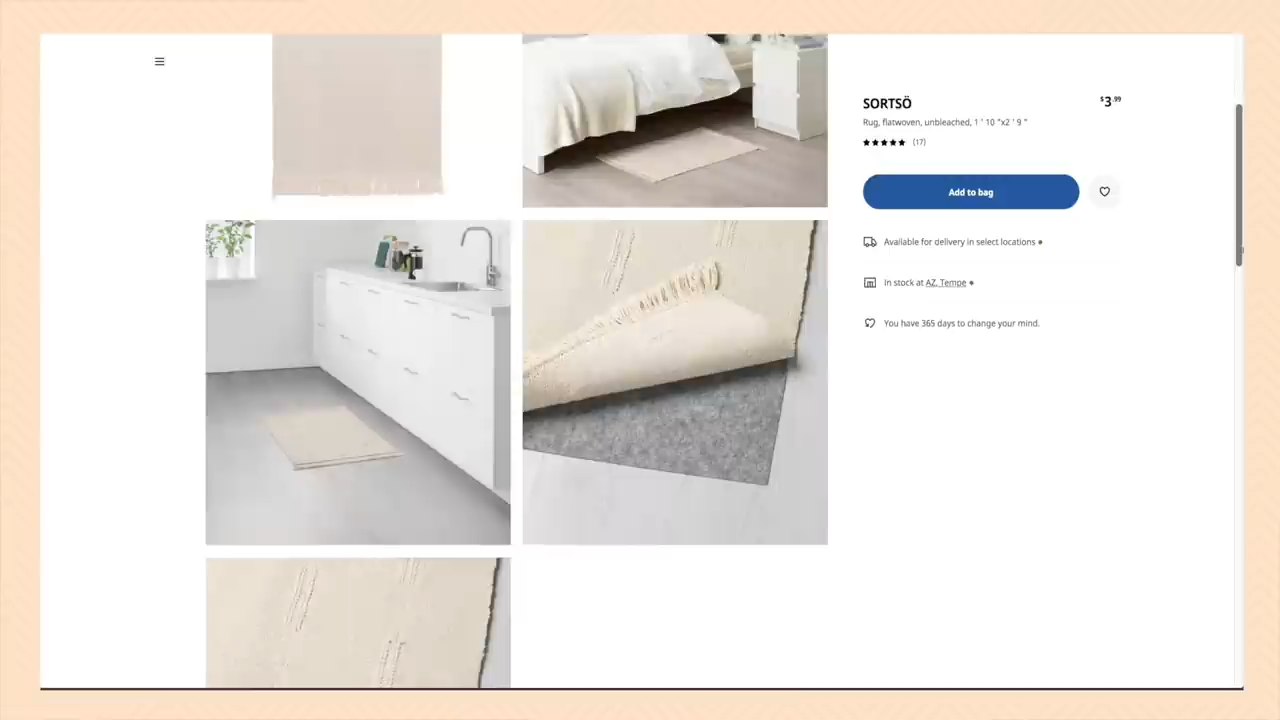 SORTSÖ
$3.99
Rug, flatwoven, unbleached, 1 ' 10 "x2 ' 9 "
(17)
Add to bag
Available for delivery in select locations
In stock at AZ, Tempe
You have 365 days to change your mind.